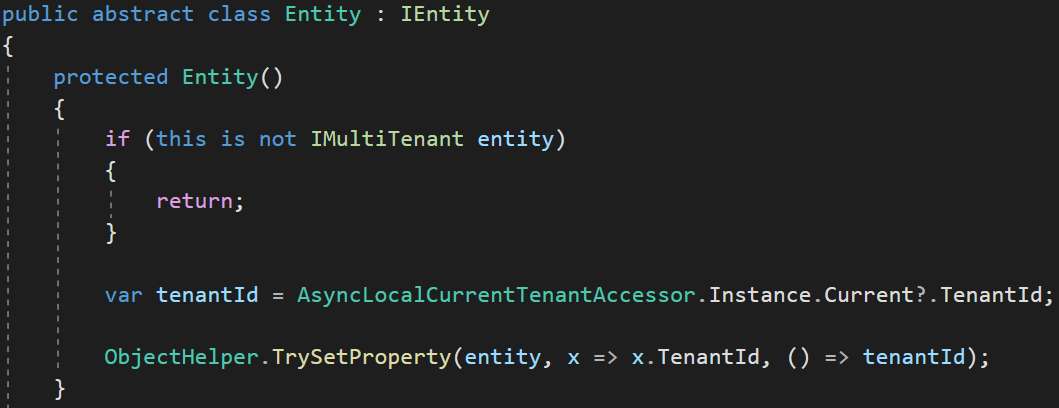 public abstract class Entity : IEntity
{
    protected Entity()
    {
        if (this is not IMultiTenant entity)
        {
            return;
        }

        var tenantId = AsyncLocalCurrentTenantAccessor.Instance.Current?.TenantId;

        ObjectHelper.TrySetProperty(entity, x => x.TenantId, () => tenantId);
    }